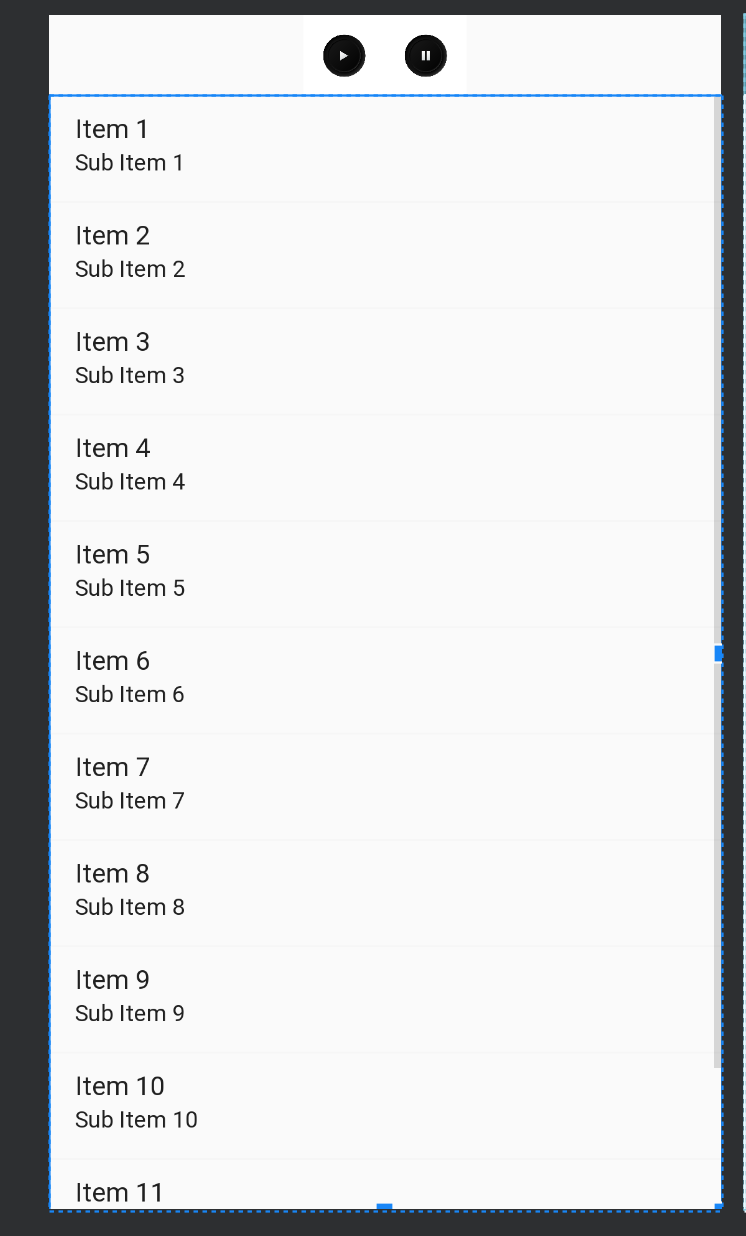 Item 1
Sub Item 1
Item 2
Sub Item 2
Item 3
Sub Item 3
Item 4
Sub Item 4
Item 5
Sub Item 5
Item 6
Sub Item 6
Item 7
Sub Item 7
Item 8
Sub Item 8
Item 9
Sub Item 9
Item 10
Sub Item 10
Item 11